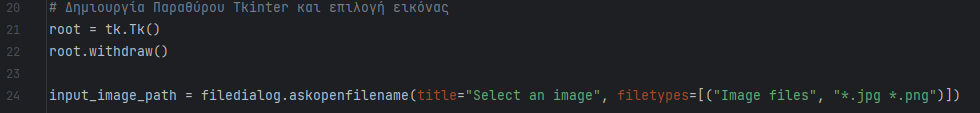 20 # Δημιουργία Παραθύρου Tkinter και επιλογή εικόνας
21 root = tk.Tk()
22 root.withdraw()
23
24 input_image_path = filedialog.askopenfilename(title="Select an image", filetypes=[("Image files", "*.jpg *.png")])